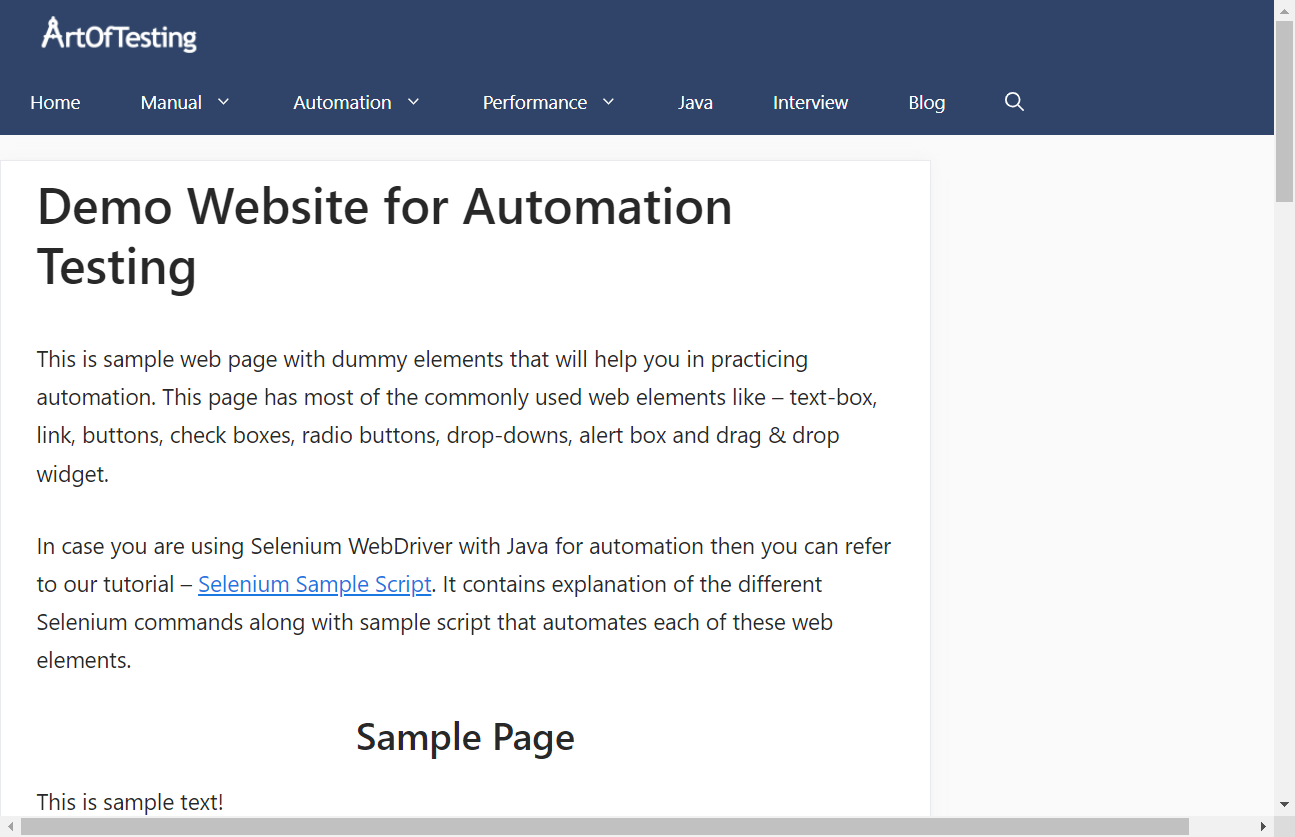 ArtOfTesting
Home Manual Automation Performance Java Interview Blog
Demo Website for Automation
Testing
This is sample web page with dummy elements that will help you in practicing
automation. This page has most of the commonly used web elements like – text-box,
link, buttons, check boxes, radio buttons, drop-downs, alert box and drag & drop
widget.
In case you are using Selenium WebDriver with Java for automation then you can refer
to our tutorial – Selenium Sample Script. It contains explanation of the different
Selenium commands along with sample script that automates each of these web
elements.
Sample Page
This is sample text!